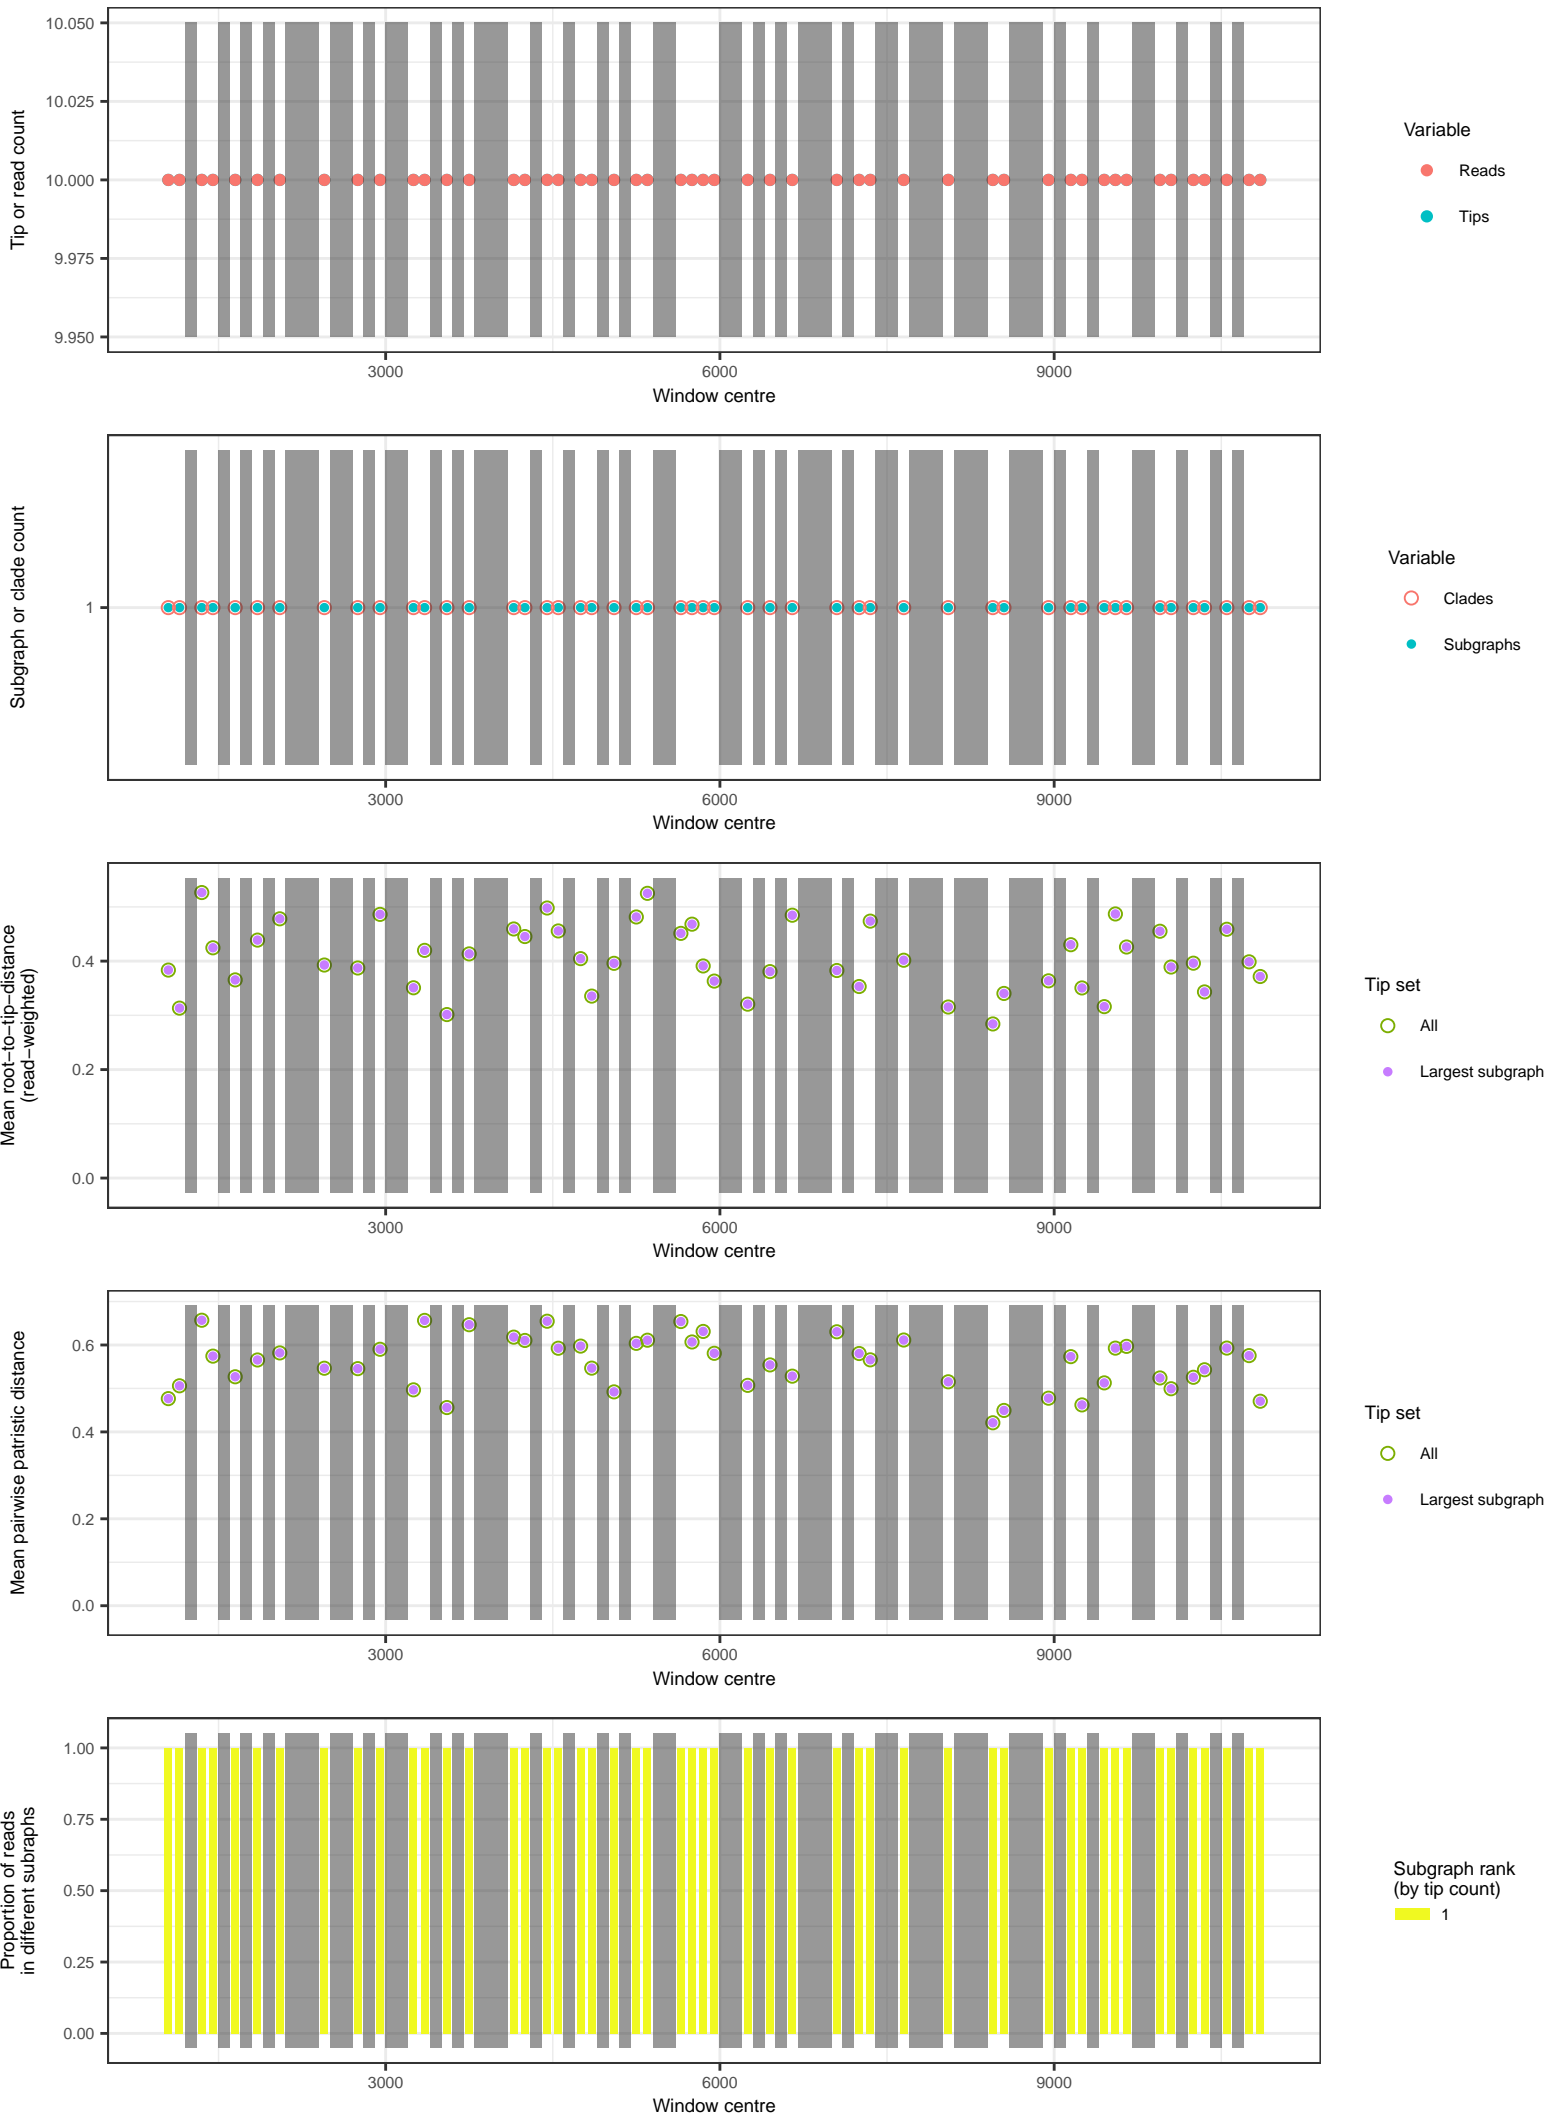 10.050
10.025
10.000
9.975
9.950
Tip or read count
3000 6000 9000
Window centre
Variable
Reads
Tips
Subgraph or clade count
1
3000 6000 9000
Window centre
Variable
Clades
Subgraphs
Mean root−to−tip−distance
(read−weighted)
0.4
0.2
0.0
3000 6000 9000
Window centre
Tip set
All
Largest subgraph
Mean pairwise patristic distance
0.6
0.4
0.2
0.0
3000 6000 9000
Window centre
Tip set
All
Largest subgraph
Proportion of reads
in different subraphs
1.00
0.75
0.50
0.25
0.00
3000 6000 9000
Window centre
Subgraph rank
(by tip count)
1